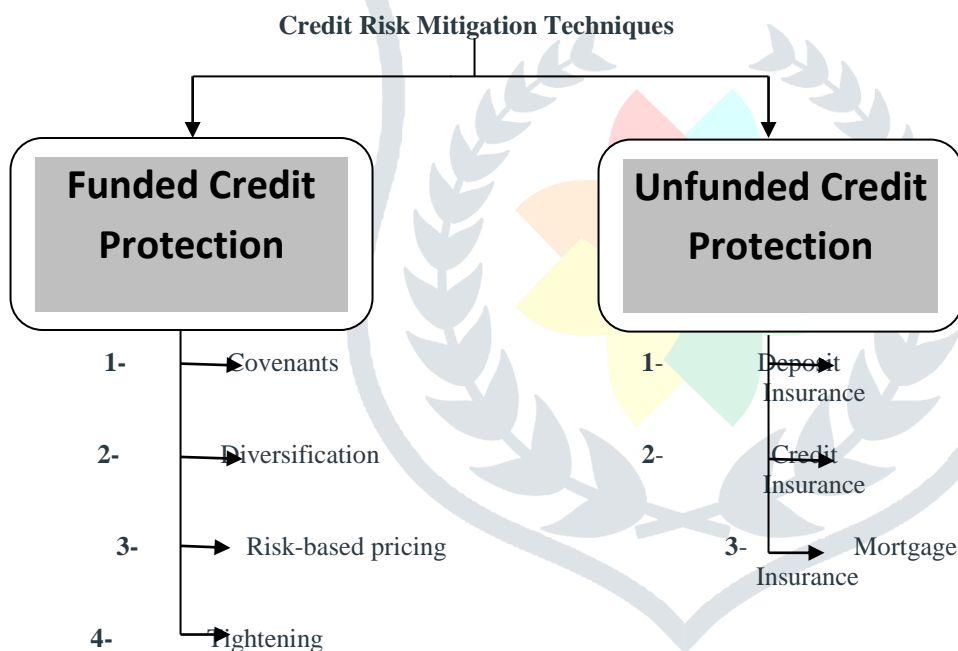 Credit Risk Mitigation Techniques
Funded Credit
Protection
Unfunded Credit
Protection
1- Covenants
2- Diversification
3- Risk-based pricing
4- Tightening
1- Deposit
Insurance
2- Credit
Insurance
3- Mortgage
Insurance